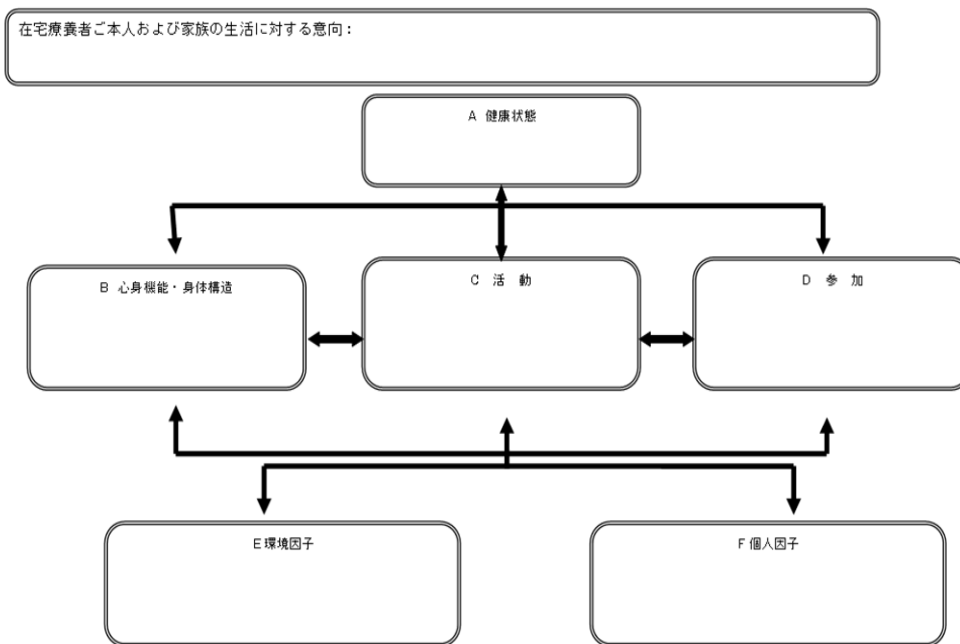 在宅療養者ご本人および家族の生活に対する意向：
A 健康状態
B 心身機能・身体構造
C 活 動
D 参 加
E環境因子
F個人因子